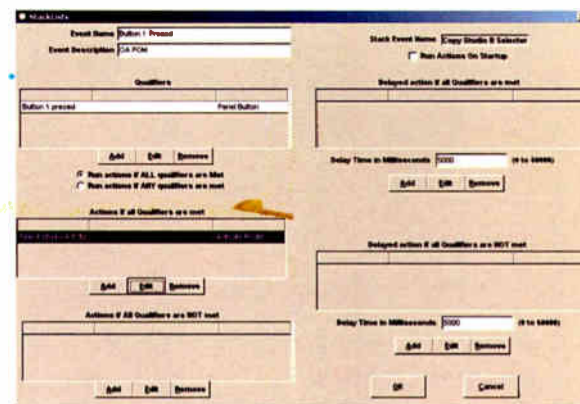 StackInfo
Event Name Button 1 Pressed
Event Description OA PGM
Stack Event Name Copy Studio B Selector
Run Actions On Startup
Qualifiers
Button 1 presed Panel Button
Add Edit Remove
Run actions if ALL qualifiers are Met
Run actions if ANY qualifiers are met
Actions if all Qualifiers are met
Add Edit Remove
Actions if All Qualifiers are NOT met
Add Edit Remove
Delayed action if all Qualifiers are met
Delay Time in Milliseconds 5000 (0 to 50000)
Add Edit Remove
Delayed action if all Qualifiers are NOT met
Delay Time in Milliseconds 5000 (0 to 50000)
Add Edit Remove
OK Cancel